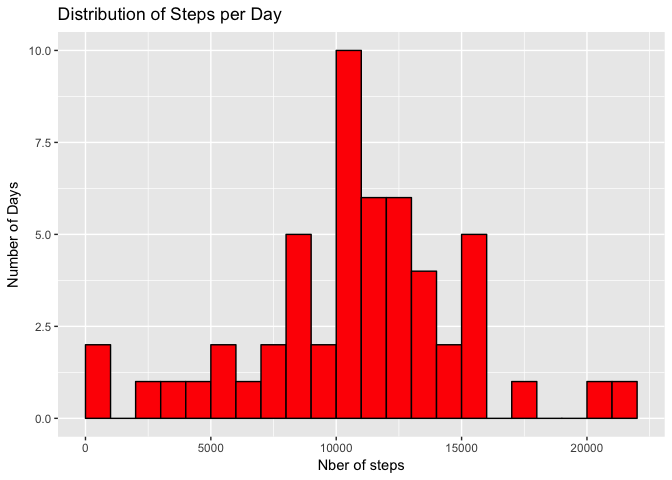 Distribution of Steps per Day
10.0
7.5
5.0
2.5
0.0
Number of Days
0 5000 10000 15000 20000
Nber of steps